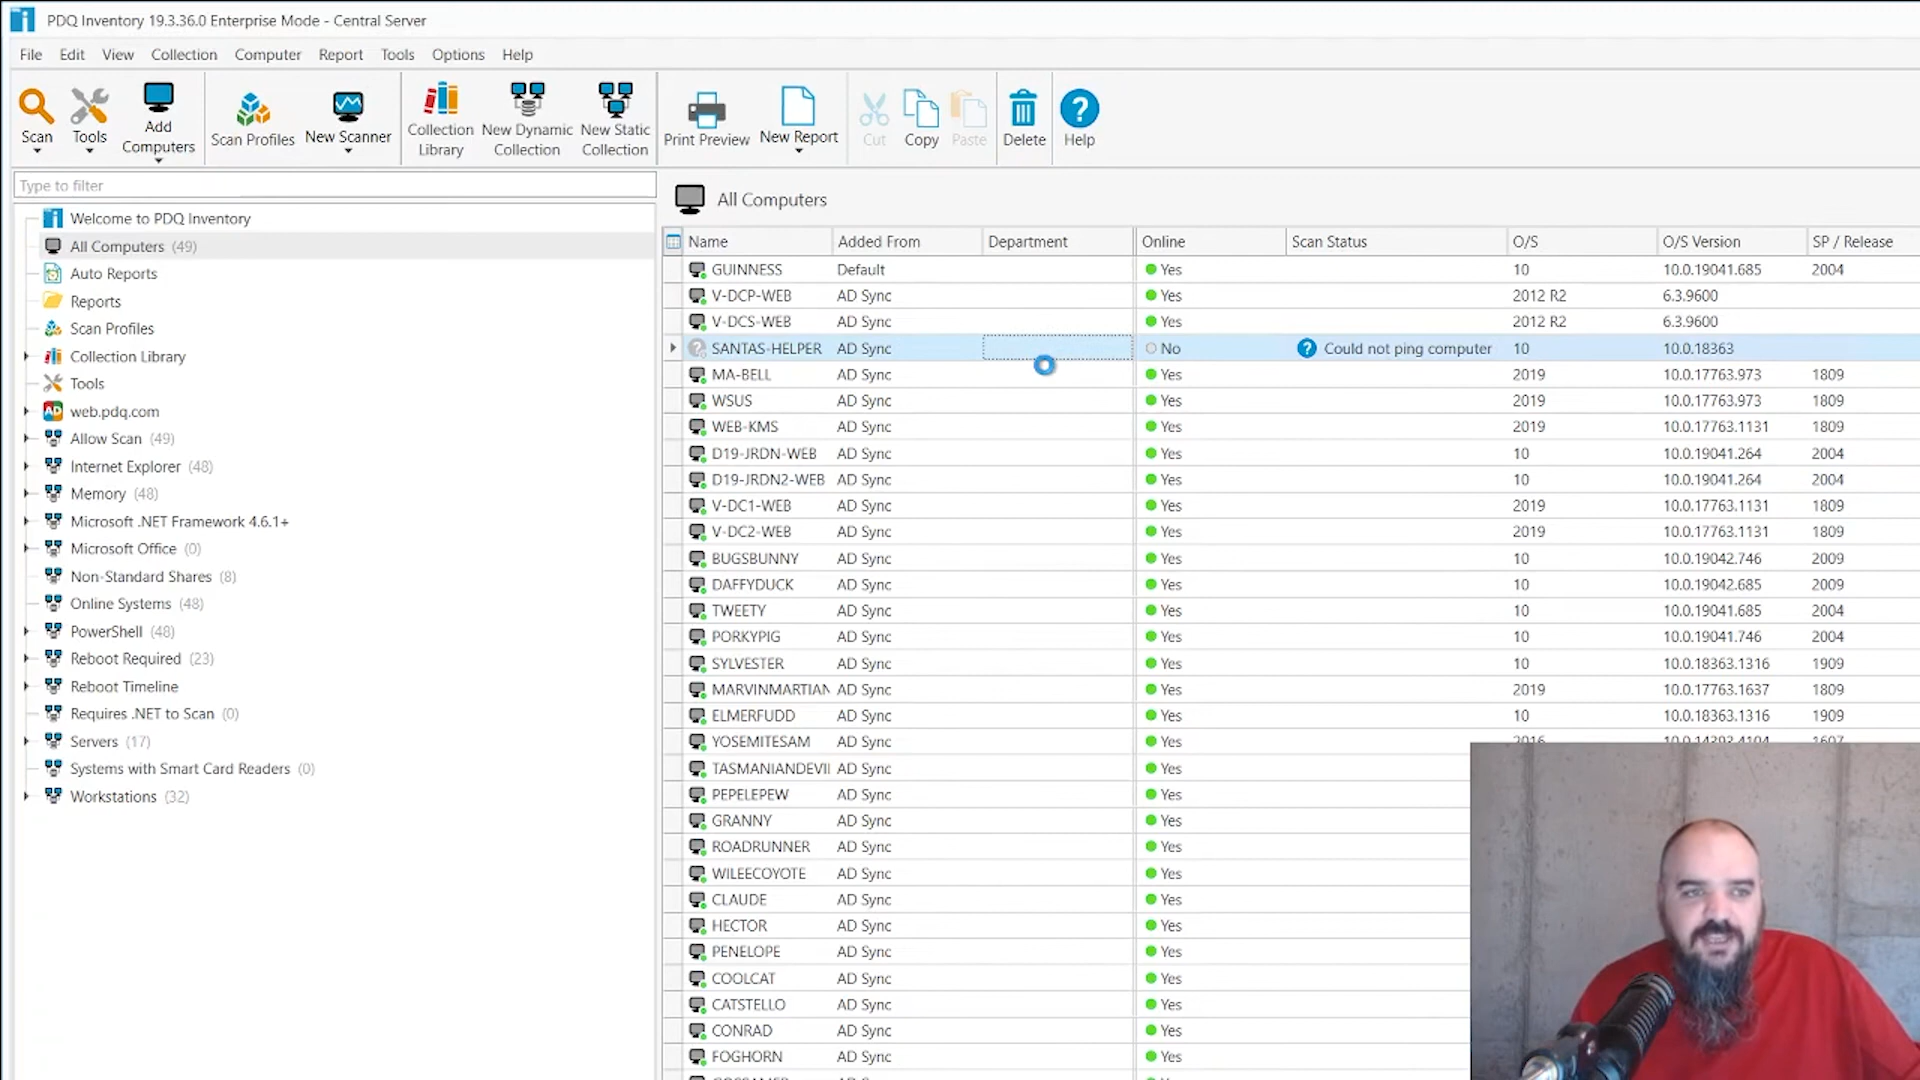 PDQ Inventory 19.3.36.0 Enterprise Mode - Central Server
File Edit View Collection Computer Report Tools Options Help
Scan
Tools
Add Computers
Scan Profiles
New Scanner
Collection Library
New Dynamic Collection
New Static Collection
Print Preview
New Report
Cut
Copy
Paste
Delete
Help
Type to filter
Welcome to PDQ Inventory
All Computers (49)
Auto Reports
Reports
Scan Profiles
Collection Library
Tools
AD web.pdq.com
Allow Scan (49)
Internet Explorer (48)
Memory (48)
Microsoft .NET Framework 4.6.1+
Microsoft Office (0)
Non-Standard Shares (8)
Online Systems (48)
PowerShell (48)
Reboot Required (23)
Reboot Timeline
Requires .NET to Scan (0)
Servers (17)
Systems with Smart Card Readers (0)
Workstations (32)
All Computers
Name Added From Department Online Scan Status O/S O/S Version SP / Release
GUINNESS Default Yes 10 10.0.19041.685 2004
V-DCP-WEB AD Sync Yes 2012 R2 6.3.9600
V-DCS-WEB AD Sync Yes 2012 R2 6.3.9600
SANTAS-HELPER AD Sync No Could not ping computer 10 10.0.18363
MA-BELL AD Sync Yes 2019 10.0.17763.973 1809
WSUS AD Sync Yes 2019 10.0.17763.973 1809
WEB-KMS AD Sync Yes 2019 10.0.17763.1131 1809
D19-JRDN-WEB AD Sync Yes 10 10.0.19041.264 2004
D19-JRDN2-WEB AD Sync Yes 10 10.0.19041.264 2004
V-DC1-WEB AD Sync Yes 2019 10.0.17763.1131 1809
V-DC2-WEB AD Sync Yes 2019 10.0.17763.1131 1809
BUGSBUNNY AD Sync Yes 10 10.0.19042.746 2009
DAFFYDUCK AD Sync Yes 10 10.0.19042.685 2009
TWEETY AD Sync Yes 10 10.0.19041.685 2004
PORKYPIG AD Sync Yes 10 10.0.19041.746 2004
SYLVESTER AD Sync Yes 10 10.0.18363.1316 1909
MARVINMARTIAN AD Sync Yes 2019 10.0.17763.1637 1809
ELMERFUDD AD Sync Yes 10 10.0.18363.1316 1909
YOSEMITESAM AD Sync Yes
TASMANIANDEVI AD Sync Yes
PEPELEPEW AD Sync Yes
GRANNY AD Sync Yes
ROADRUNNER AD Sync Yes
WILEECOYOTE AD Sync Yes
CLAUDE AD Sync Yes
HECTOR AD Sync Yes
PENELOPE AD Sync Yes
COOLCAT AD Sync Yes
CATSTELLO AD Sync Yes
CONRAD AD Sync Yes
FOGHORN AD Sync Yes